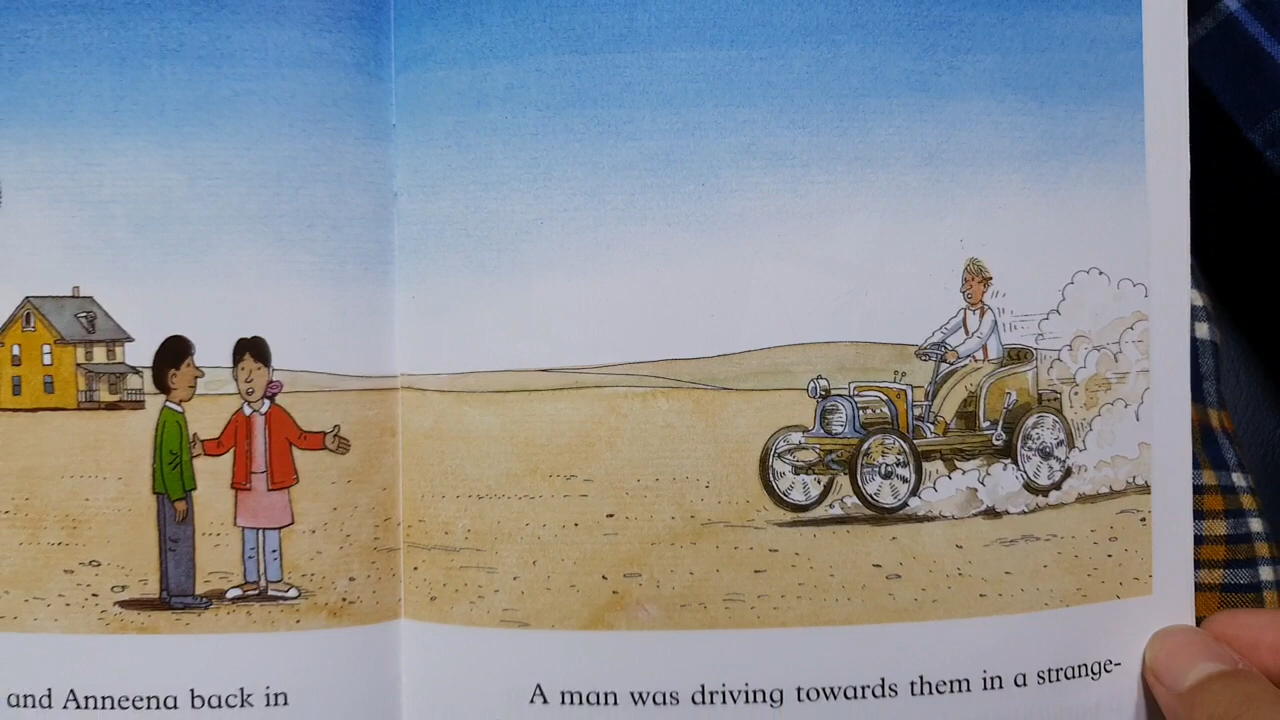 and Anneena back in
A man was driving towards them in a strange-